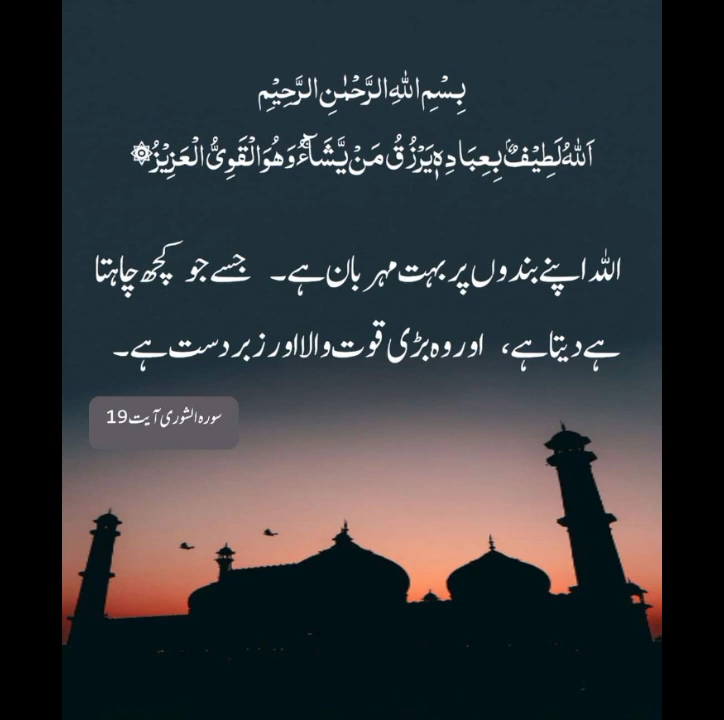 بِسْمِ اللّٰهِ الرَّحْمٰنِ الرَّحِیْمِ
اَللّٰهُ لَطِیْفٌۢ بِعِبَادِهٖ یَرْزُقُ مَنْ یَّشَآءُۚ وَ هُوَ الْقَوِیُّ الْعَزِیْزُ۞
اللہ اپنے بندوں پر بہت مہربان ہے۔ جسے جو کچھ چاہتا
ہے دیتا ہے، اور وہ بڑی قوت والا اور زبردست ہے۔
سورہ الشوری آیت 19